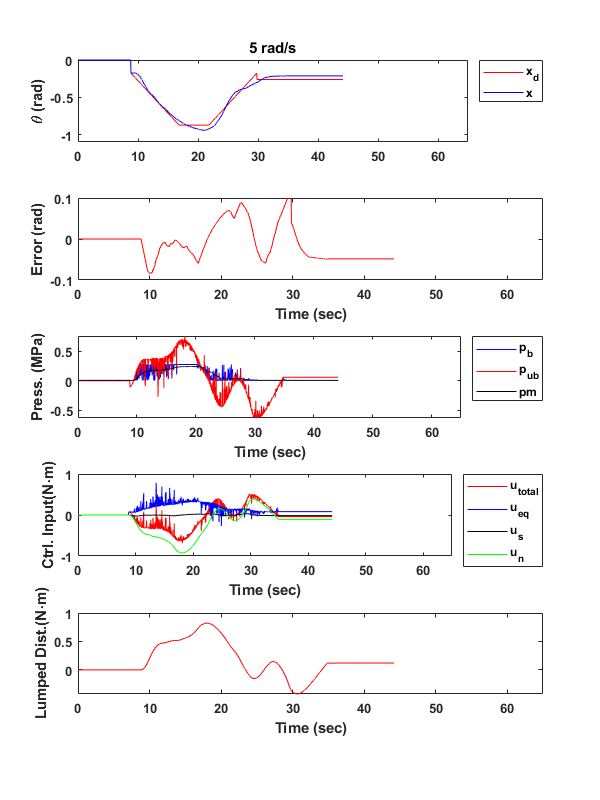 5 rad/s
θ (rad)
0
-0.5
-1
0 10 20 30 40 50 60
x_d
x
Error (rad)
0.1
0
-0.1
0 10 20 30 40 50 60
Time (sec)
Press. (MPa)
0.5
0
-0.5
0 10 20 30 40 50 60
Time (sec)
p_b
p_ub
pm
Ctrl. Input(N·m)
1
0
-1
0 10 20 30 40 50 60
Time (sec)
u_total
u_eq
u_s
u_n
Lumped Dist.(N·m)
1
0.5
0
0 10 20 30 40 50 60
Time (sec)